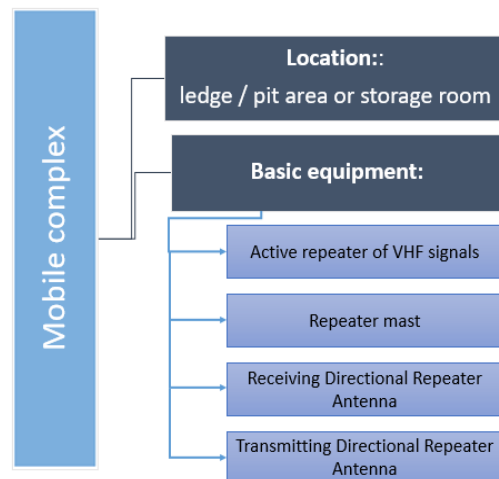 Mobile complex
Location::
ledge / pit area or storage room
Basic equipment:
Active repeater of VHF signals
Repeater mast
Receiving Directional Repeater
Antenna
Transmitting Directional Repeater
Antenna